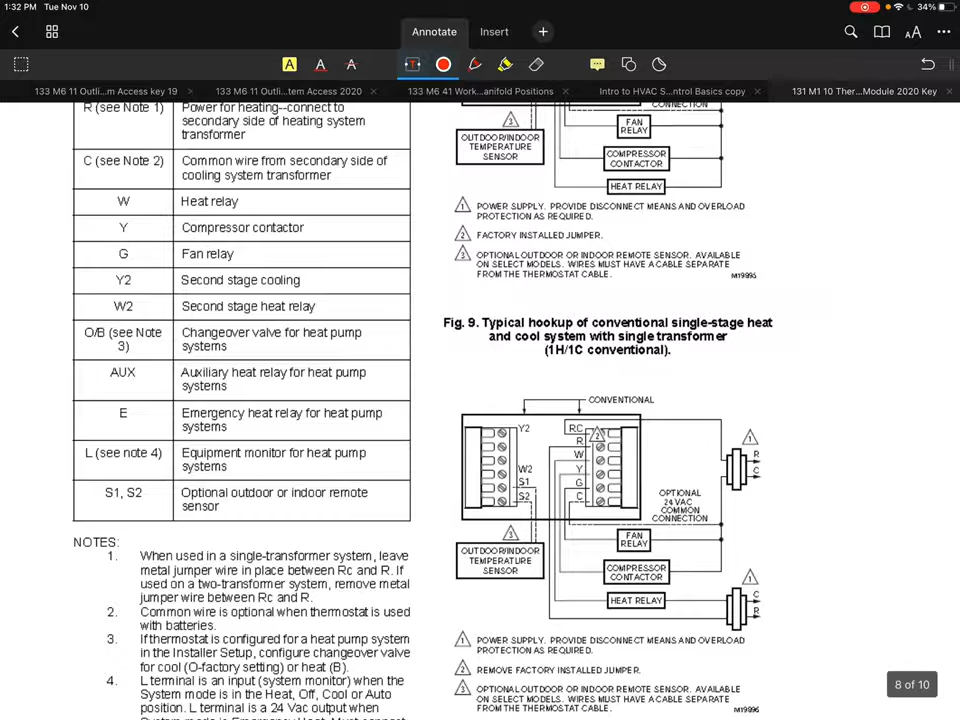 1:32 PM Tue Nov 10
34%
Annotate
Insert
133 M6 11 Outli...m Access key 19
133 M6 11 Outli...tem Access 2020
133 M6 41 Work...anifold Positions
Intro to HVAC S...ntrol Basics copy
131 M1 10 Ther...Module 2020 Key
R (see Note 1)
Power for heating--connect to
secondary side of heating system
transformer
C (see Note 2)
Common wire from secondary side of
cooling system transformer
W
Heat relay
Y
Compressor contactor
G
Fan relay
Y2
Second stage cooling
W2
Second stage heat relay
O/B (see Note
3)
Changeover valve for heat pump
systems
AUX
Auxiliary heat relay for heat pump
systems
E
Emergency heat relay for heat pump
systems
L (see note 4)
Equipment monitor for heat pump
systems
S1, S2
Optional outdoor or indoor remote
sensor
NOTES:
1. When used in a single-transformer system, leave
metal jumper wire in place between Rc and R. If
used on a two-transformer system, remove metal
jumper wire between Rc and R.
2. Common wire is optional when thermostat is used
with batteries.
3. If thermostat is configured for a heat pump system
in the Installer Setup, configure changeover valve
for cool (O-factory setting) or heat (B).
4. L terminal is an input (system monitor) when the
System mode is in the Heat, Off, Cool or Auto
position. L terminal is a 24 Vac output when
System mode is Emergency Heat. Must connect
CONNECTION
3
OUTDOOR/INDOOR
TEMPERATURE
SENSOR
FAN
RELAY
COMPRESSOR
CONTACTOR
HEAT RELAY
1 POWER SUPPLY. PROVIDE DISCONNECT MEANS AND OVERLOAD
PROTECTION AS REQUIRED.
2 FACTORY INSTALLED JUMPER.
3 OPTIONAL OUTDOOR OR INDOOR REMOTE SENSOR. AVAILABLE
ON SELECT MODELS. WIRES MUST HAVE A CABLE SEPARATE
FROM THE THERMOSTAT CABLE.
M19995
Fig. 9. Typical hookup of conventional single-stage heat
and cool system with single transformer
(1H/1C conventional).
CONVENTIONAL
Y2
W2
S1
S2
RC
2
R
W
Y
G
C
1
R
C
OPTIONAL
24 VAC
COMMON
CONNECTION
3
OUTDOOR/INDOOR
TEMPERATURE
SENSOR
FAN
RELAY
COMPRESSOR
CONTACTOR
HEAT RELAY
1
C
R
1 POWER SUPPLY. PROVIDE DISCONNECT MEANS AND OVERLOAD
PROTECTION AS REQUIRED.
2 REMOVE FACTORY INSTALLED JUMPER.
3 OPTIONAL OUTDOOR OR INDOOR REMOTE SENSOR. AVAILABLE
ON SELECT MODELS. WIRES MUST HAVE A CABLE SEPARATE
FROM THE THERMOSTAT CABLE.
M19996
8 of 10